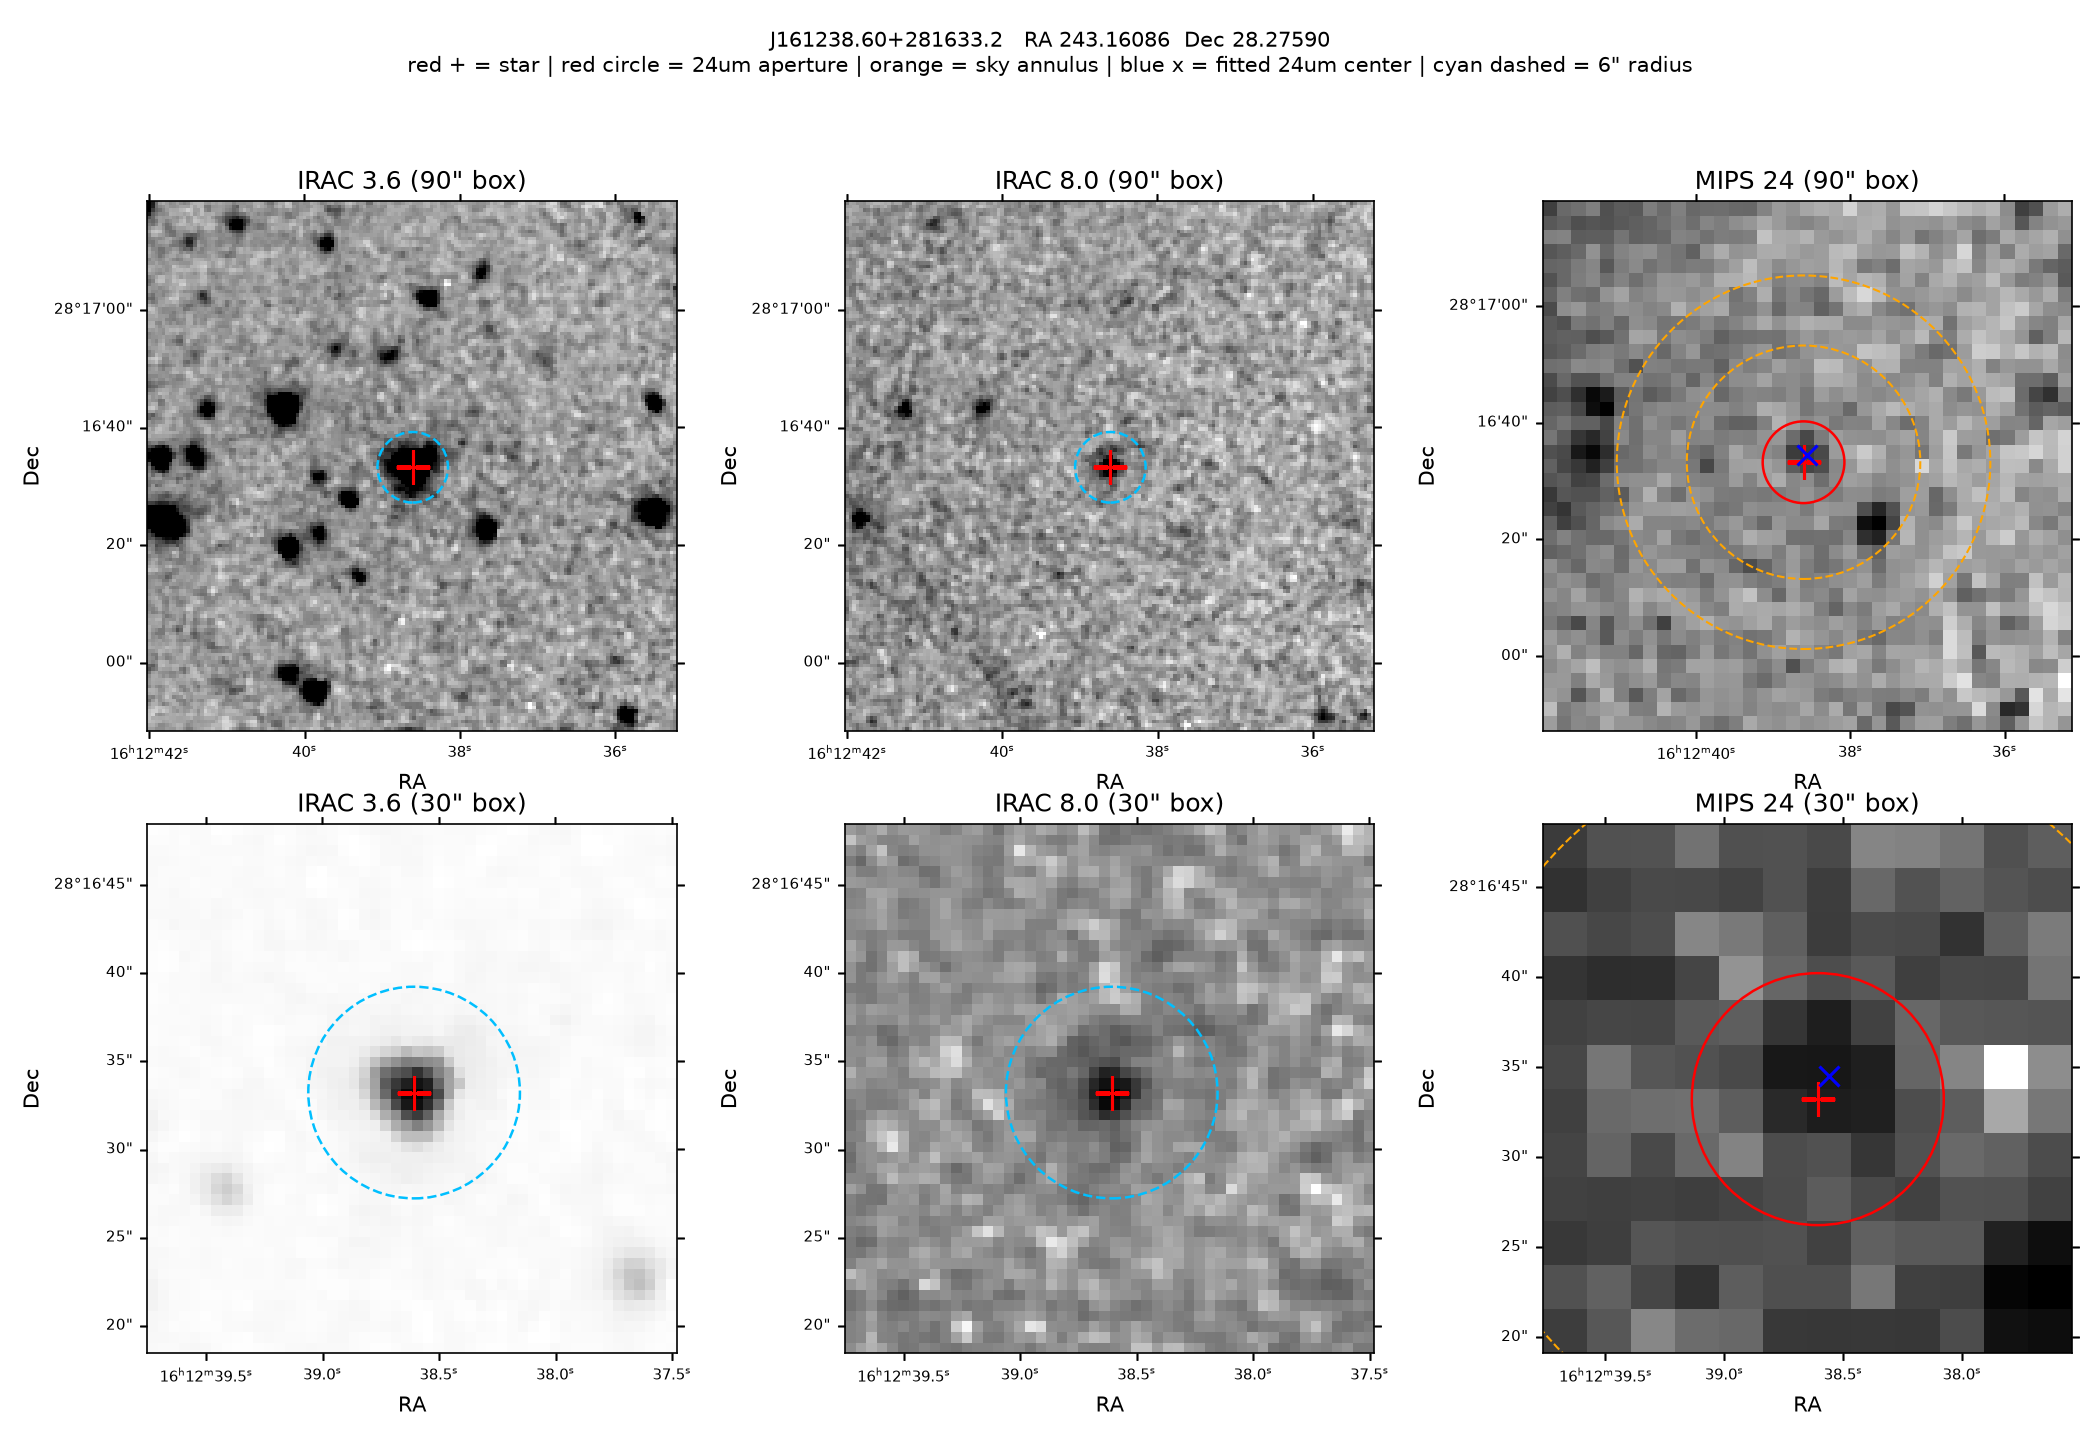 J161238.60+281633.2 RA 243.16086 Dec 28.27590
red + = star | red circle = 24um aperture | orange = sky annulus | blue x = fitted 24um center | cyan dashed = 6" radius
IRAC 3.6 (90" box)
28°17'00"
16'40"
20"
00"
Dec
16ʰ12ᵐ42ˢ 40ˢ 38ˢ 36ˢ
RA
IRAC 8.0 (90" box)
28°17'00"
16'40"
20"
00"
Dec
16ʰ12ᵐ42ˢ 40ˢ 38ˢ 36ˢ
RA
MIPS 24 (90" box)
28°17'00"
16'40"
20"
00"
Dec
16ʰ12ᵐ40ˢ 38ˢ 36ˢ
RA
IRAC 3.6 (30" box)
28°16'45"
40"
35"
30"
25"
20"
Dec
16ʰ12ᵐ39.5ˢ 39.0ˢ 38.5ˢ 38.0ˢ 37.5ˢ
RA
IRAC 8.0 (30" box)
28°16'45"
40"
35"
30"
25"
20"
Dec
16ʰ12ᵐ39.5ˢ 39.0ˢ 38.5ˢ 38.0ˢ 37.5ˢ
RA
MIPS 24 (30" box)
28°16'45"
40"
35"
30"
25"
20"
Dec
16ʰ12ᵐ39.5ˢ 39.0ˢ 38.5ˢ 38.0ˢ
RA